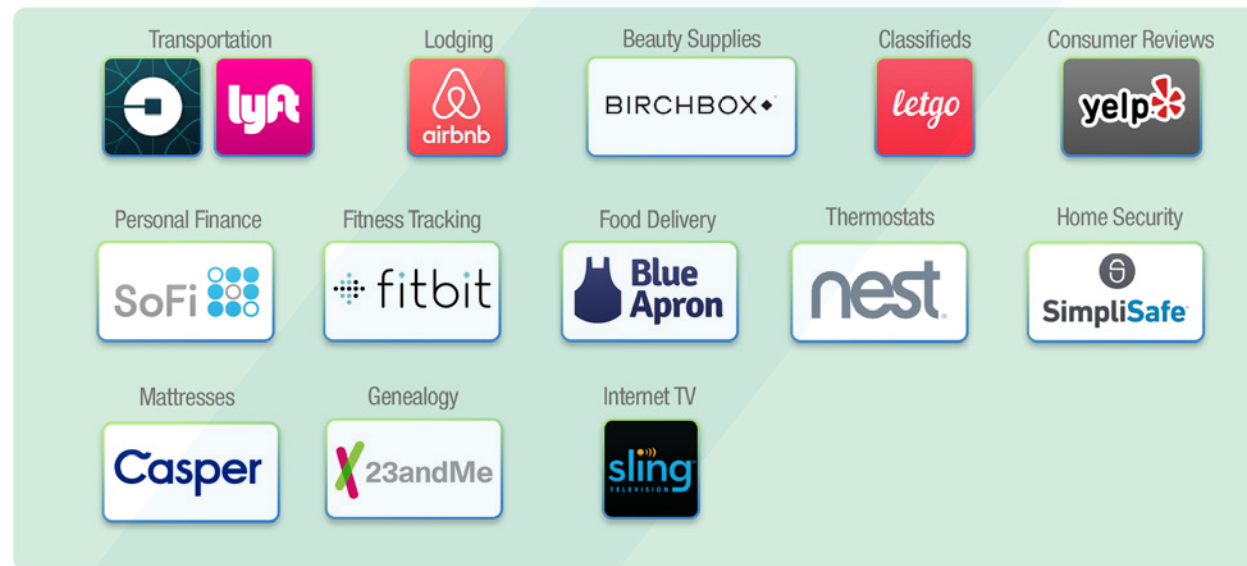 Transportation
Lodging
Beauty Supplies
Classifieds
Consumer Reviews
lyft
airbnb
BIRCHBOX
letgo
yelp
Personal Finance
Fitness Tracking
Food Delivery
Thermostats
Home Security
SoFi
fitbit
Blue
Apron
nest
SimpliSafe
Mattresses
Genealogy
Internet TV
Casper
23andMe
sling
TELEVISION